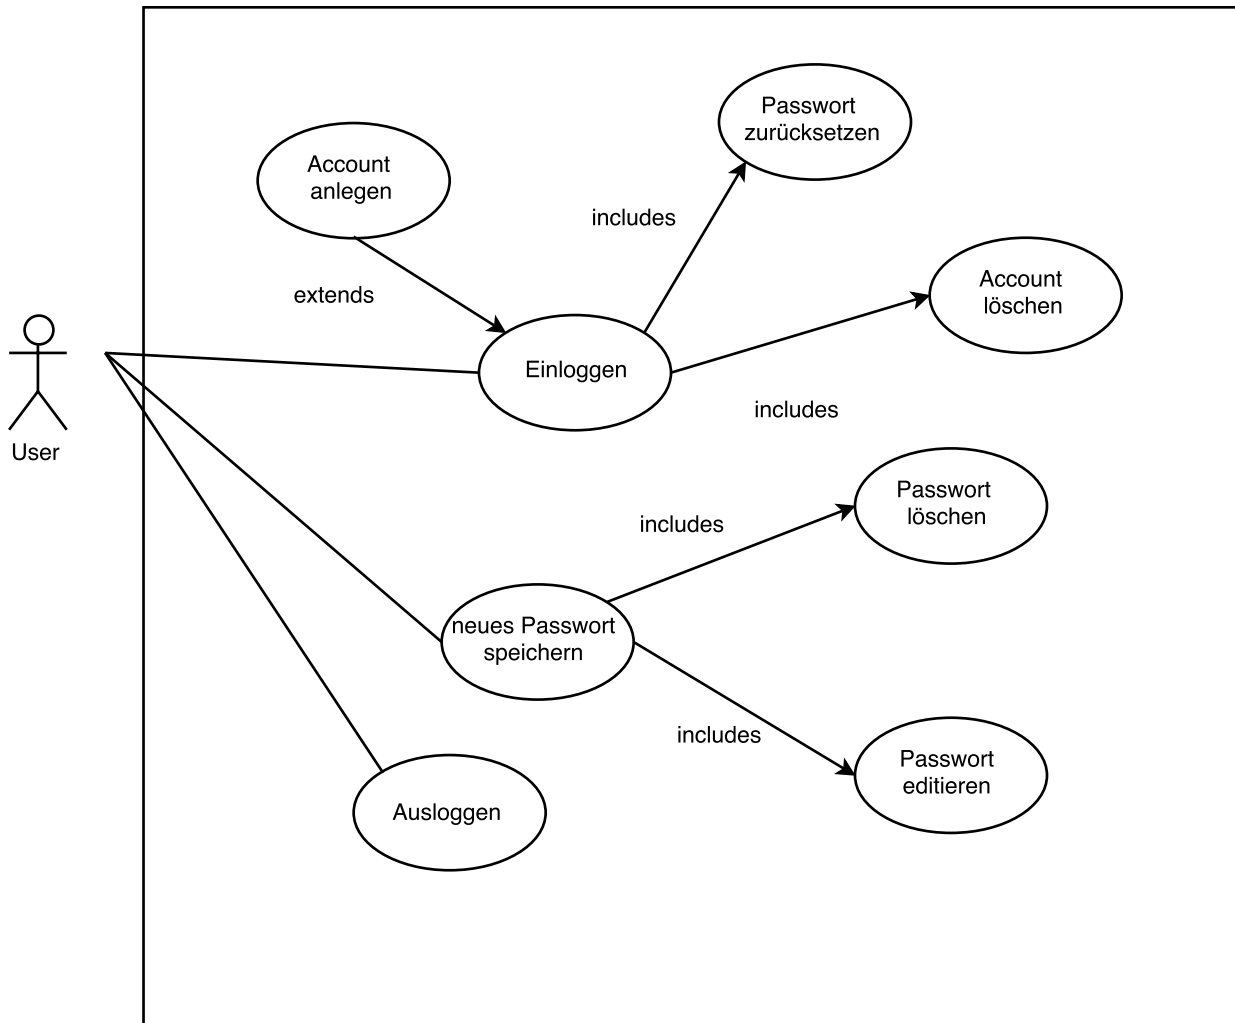 Passwort
zurücksetzen
Account
anlegen
includes
Account
löschen
extends
Einloggen
includes
User
Passwort
löschen
includes
neues Passwort
speichern
includes
Passwort
editieren
Ausloggen